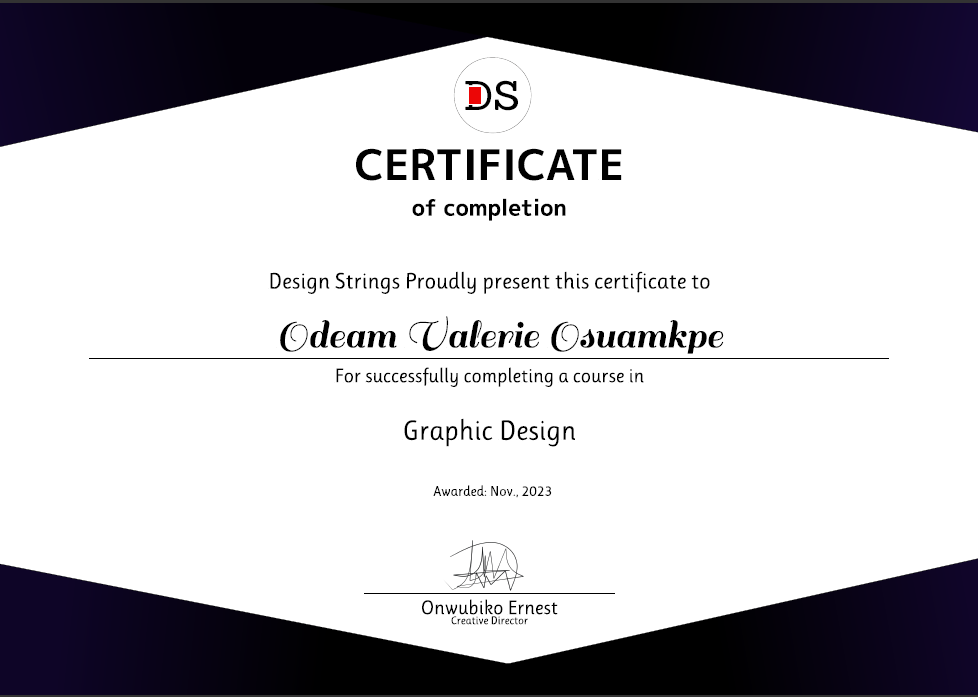 DS
CERTIFICATE
of completion
Design Strings Proudly present this certificate to
Odeam Valerie Osuamkpe
For successfully completing a course in
Graphic Design
Awarded: Nov., 2023
Onwubiko Ernest
Creative Director